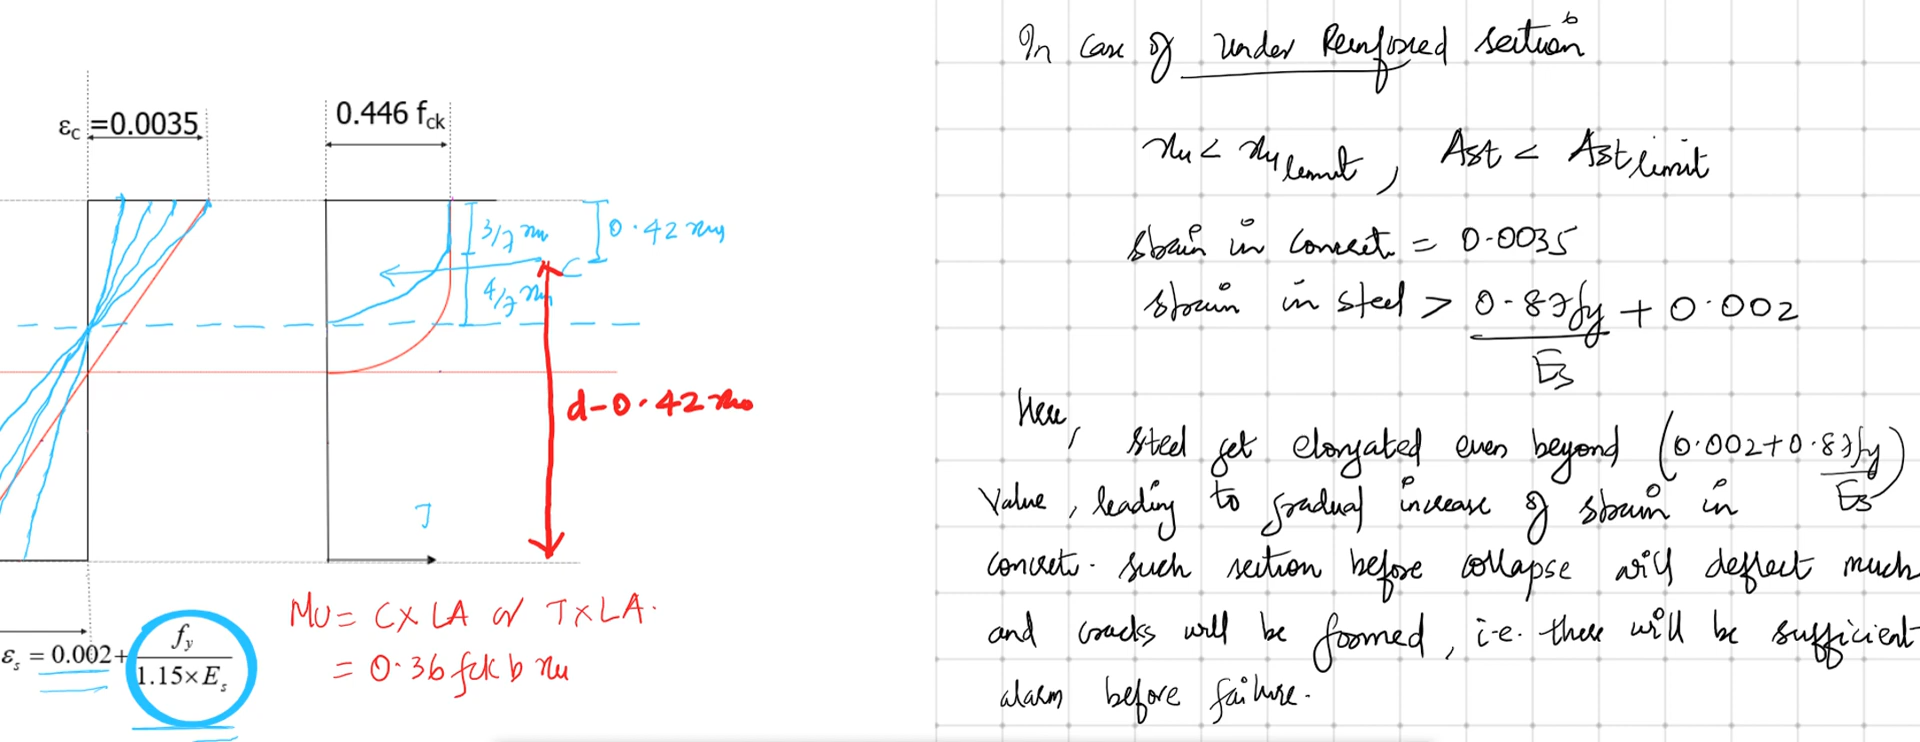 εc =0.0035
0.446 fck
3/7 xu
0.42 xu
C
4/7 xu
d-0.42 xu
T
εs = 0.002+ fy / 1.15×Es
Mu = C x LA or T x LA.
= 0.36 fck b xu
In case of under Reinforced section
xu < xu limit, Ast < Ast limit
strain in concret = 0.0035
strain in steel > 0.87fy / Es + 0.002
Here, steel get elongated even beyond (0.002+0.87fy / Es)
Value, leading to gradual increase of strain in
concrete. Such section before collapse will deflect much
and cracks will be formed, i.e. there will be sufficient
alarm before failure.